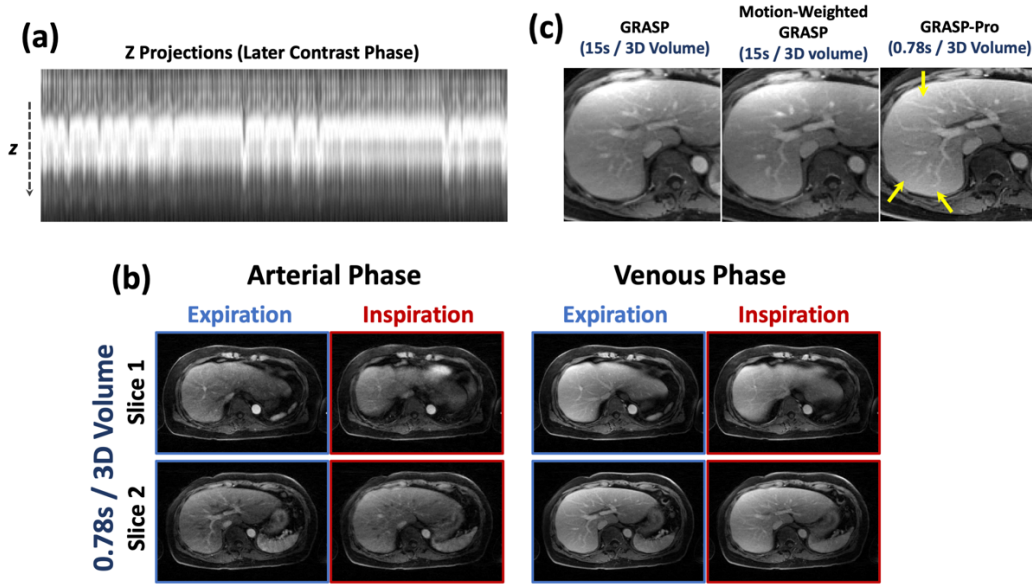 (a)
Z Projections (Later Contrast Phase)
z
(c)
GRASP
(15s / 3D Volume)
Motion-Weighted
GRASP
(15s / 3D volume)
GRASP-Pro
(0.78s / 3D Volume)
(b)
Arterial Phase
Venous Phase
Expiration
Inspiration
Expiration
Inspiration
0.78s / 3D Volume
Slice 1
Slice 2